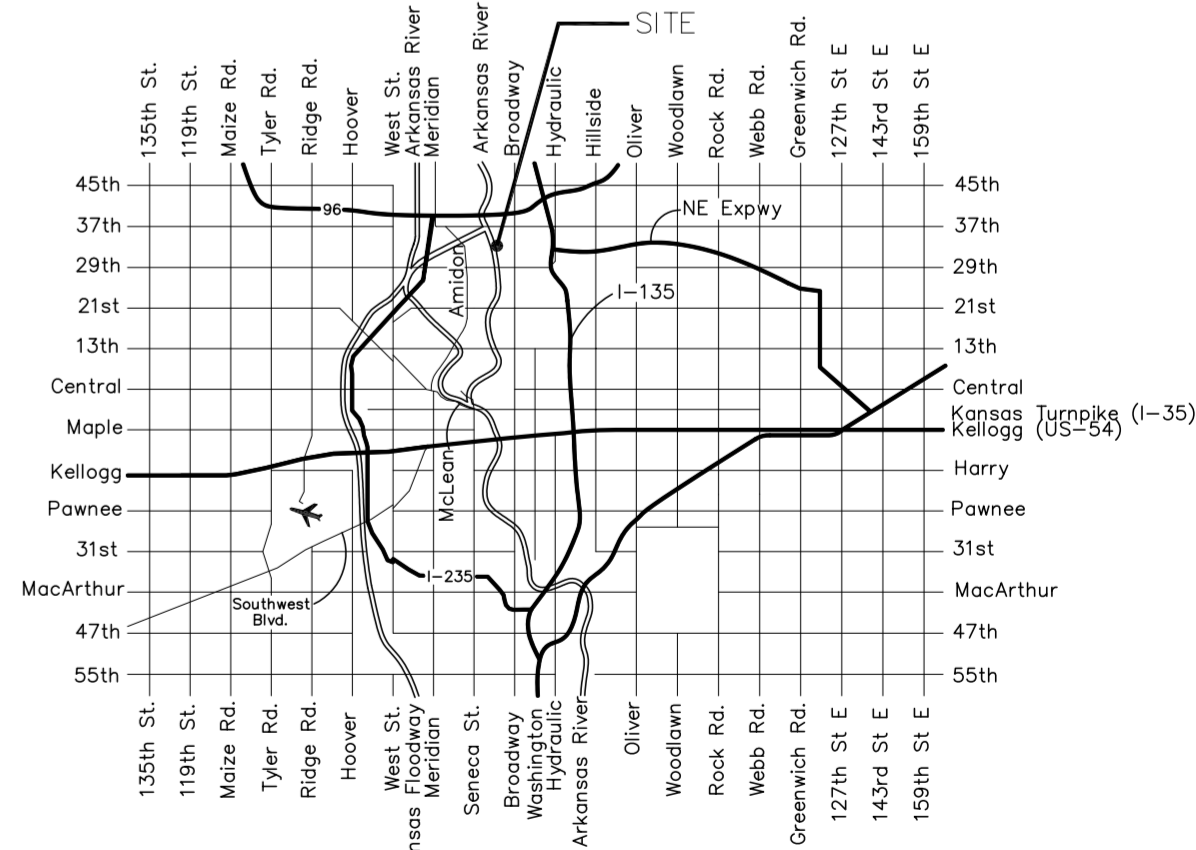 SITE
135th St.
119th St.
Maize Rd.
Tyler Rd.
Ridge Rd.
Hoover
West St.
Arkansas River
Meridian
Arkansas River
Broadway
Hydraulic
Hillside
Oliver
Woodlawn
Rock Rd.
Webb Rd.
Greenwich Rd.
127th St E
143rd St E
159th St E
45th
37th
29th
21st
13th
Central
Maple
Kellogg
Pawnee
31st
MacArthur
47th
55th
96
NE Expwy
Amidon
I-135
McLean
I-235
Southwest
Blvd.
45th
37th
29th
21st
13th
Central
Kansas Turnpike (I-35)
Kellogg (US-54)
Harry
Pawnee
31st
MacArthur
47th
55th
135th St.
119th St.
Maize Rd.
Tyler Rd.
Ridge Rd.
Hoover
West St.
nsas Floodway
Meridian
Seneca St.
Broadway
Washington
Hydraulic
Arkansas River
Oliver
Woodlawn
Rock Rd.
Webb Rd.
Greenwich Rd.
127th St E
143rd St E
159th St E